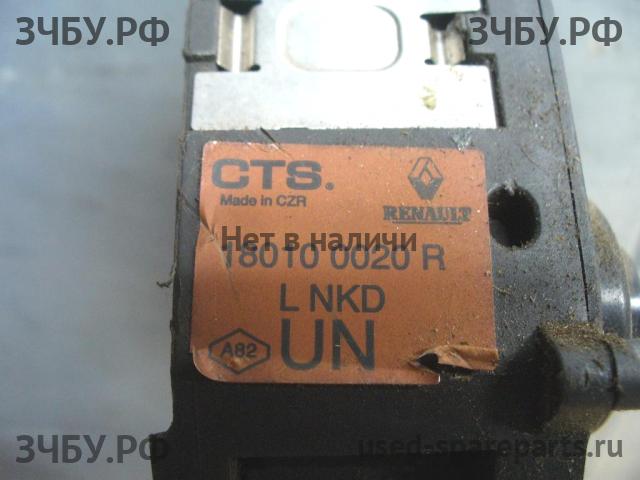 ЗЧБУ.РФ
ЗЧБУ.РФ
CTS.
Made in CZR
RENAULT
Нет в наличи
18010 0020 R
L NKD
A82
UN
ЗЧБУ.РФ
used-spareparts.ru